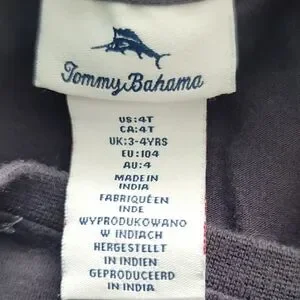 Tommy Bahama
US:4T
CA:4T
UK:3-4YRS
EU:104
AU:4
MADE IN
INDIA
FABRIQUÉ EN
INDE
WYPRODUKOWANO
W INDIACH
HERGESTELLT
IN INDIEN
GEPRODUCEERD
IN INDIA